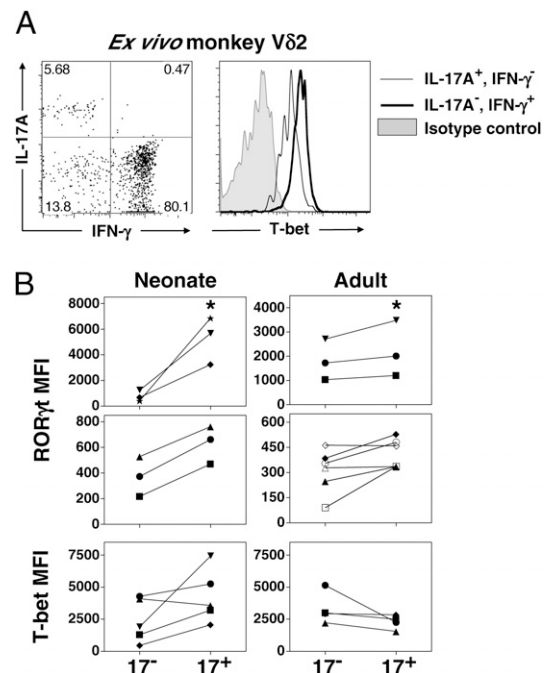 A
Ex vivo monkey Vδ2
5.68
0.47
13.8
80.1
IL-17A
IFN-γ
T-bet
IL-17A+, IFN-γ-
IL-17A-, IFN-γ+
Isotype control
B
Neonate
Adult
RORγt MFI
8000
6000
4000
2000
0
*
4000
3000
2000
1000
0
*
800
600
400
200
0
600
450
300
150
0
T-bet MFI
7500
5000
2500
0
7500
5000
2500
0
17-
17+
17-
17+